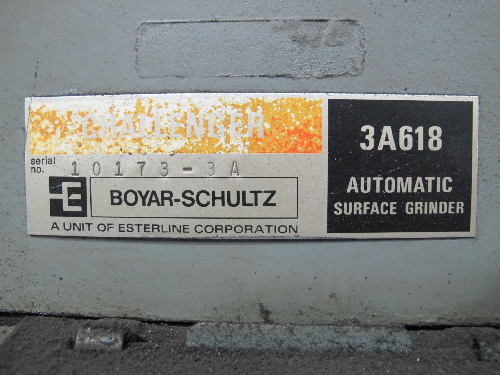 CHALLENGER
serial
no. 10173-3A
E BOYAR-SCHULTZ
A UNIT OF ESTERLINE CORPORATION
3A618
AUTOMATIC
SURFACE GRINDER